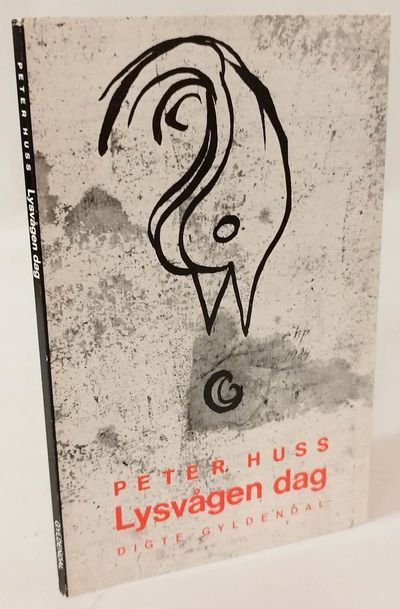 PETER HUSS Lysvågen dag
GYLDENDAL
PETER HUSS
Lysvågen dag
DIGTE GYLDENDAL